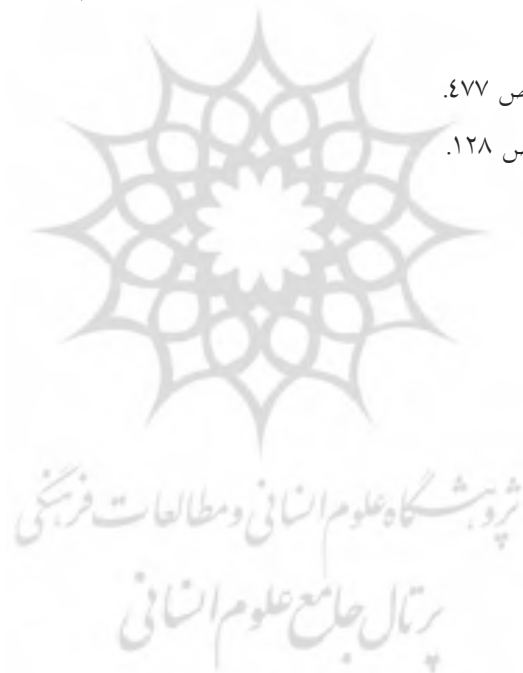 ص ٤٧٧.
ص ١٢٨.
پژوهشگاه علوم انسانی و مطالعات فرهنگی
پرتال جامع علوم انسانی